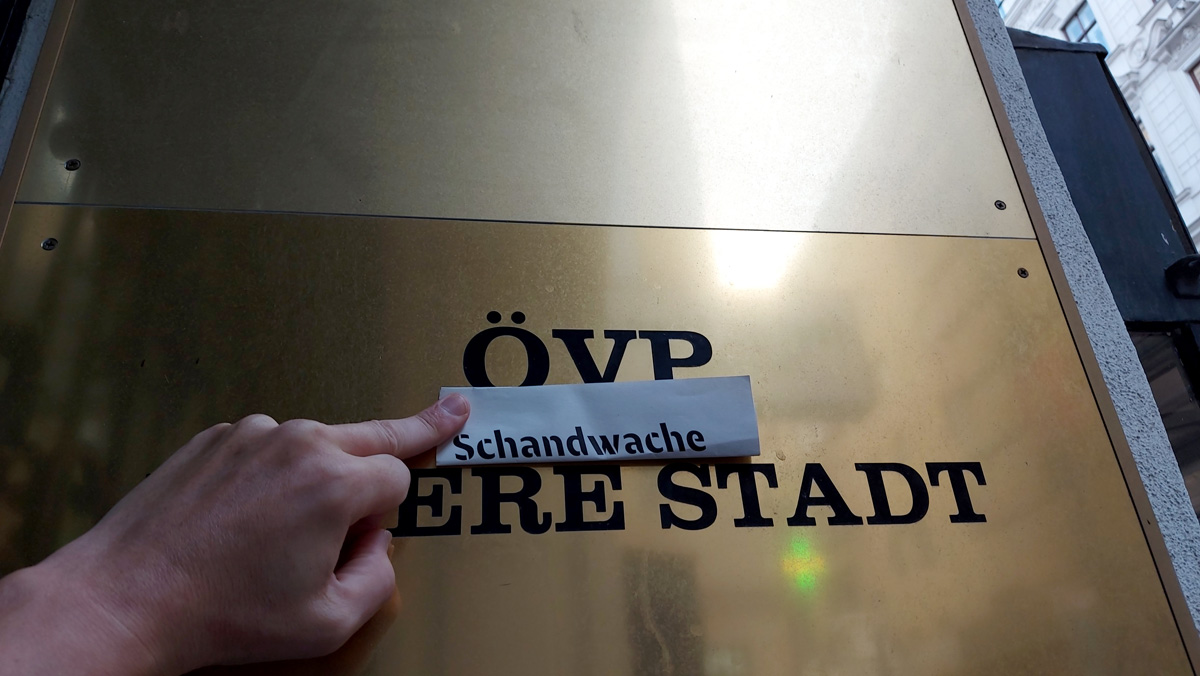 ÖVP
Schandwache
ERE STADT